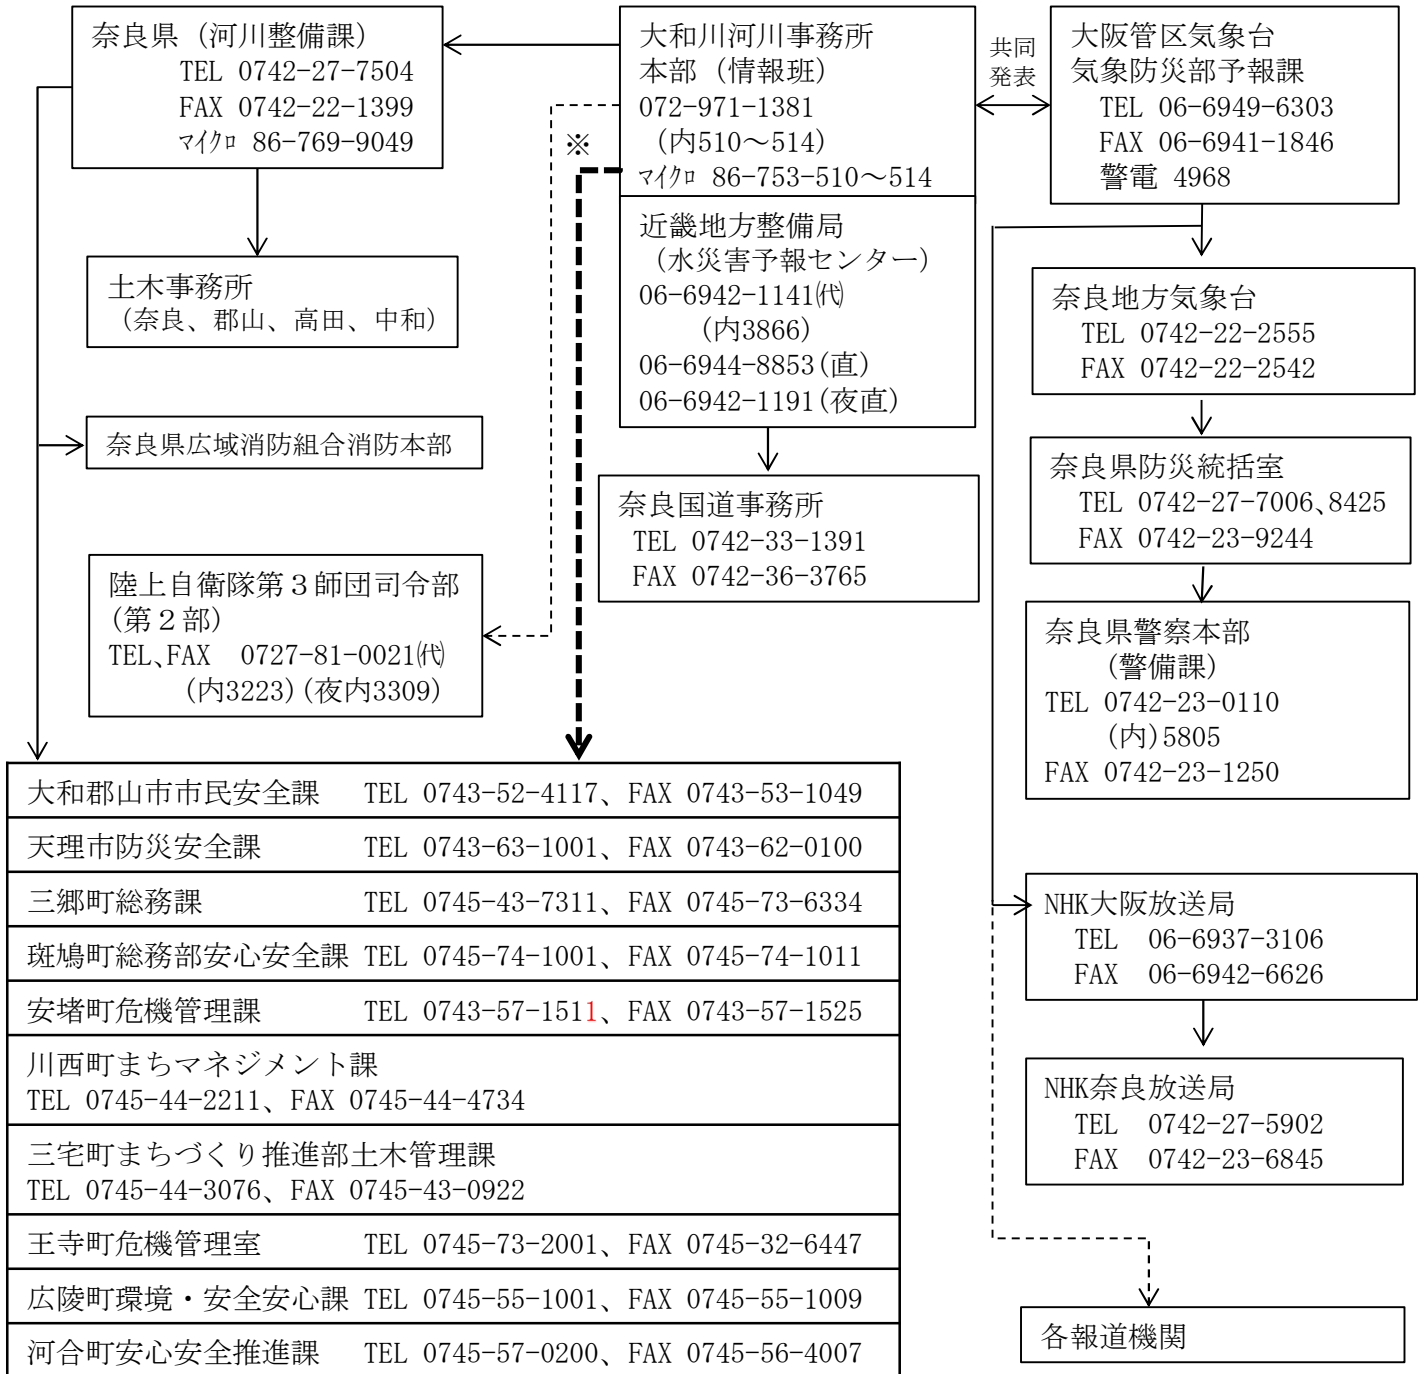 奈良県（河川整備課）
TEL 0742-27-7504
FAX 0742-22-1399
ﾏｲｸﾛ 86-769-9049
大和川河川事務所
本部（情報班）
072-971-1381
（内510～514）
ﾏｲｸﾛ 86-753-510～514
共同
発表
大阪管区気象台
気象防災部予報課
TEL 06-6949-6303
FAX 06-6941-1846
警電 4968
※
近畿地方整備局
（水災害予報センター）
06-6942-1141㈹
（内3866）
06-6944-8853(直)
06-6942-1191(夜直)
土木事務所
（奈良、郡山、高田、中和）
奈良地方気象台
TEL 0742-22-2555
FAX 0742-22-2542
奈良県広域消防組合消防本部
奈良県防災統括室
TEL 0742-27-7006、8425
FAX 0742-23-9244
奈良国道事務所
TEL 0742-33-1391
FAX 0742-36-3765
陸上自衛隊第３師団司令部
(第２部)
TEL、FAX 0727-81-0021㈹
(内3223)(夜内3309)
奈良県警察本部
(警備課)
TEL 0742-23-0110
(内)5805
FAX 0742-23-1250
大和郡山市市民安全課 TEL 0743-52-4117、FAX 0743-53-1049
天理市防災安全課 TEL 0743-63-1001、FAX 0743-62-0100
三郷町総務課 TEL 0745-43-7311、FAX 0745-73-6334
斑鳩町総務部安心安全課 TEL 0745-74-1001、FAX 0745-74-1011
安堵町危機管理課 TEL 0743-57-1511、FAX 0743-57-1525
川西町まちマネジメント課
TEL 0745-44-2211、FAX 0745-44-4734
三宅町まちづくり推進部土木管理課
TEL 0745-44-3076、FAX 0745-43-0922
王寺町危機管理室 TEL 0745-73-2001、FAX 0745-32-6447
広陵町環境・安全安心課 TEL 0745-55-1001、FAX 0745-55-1009
河合町安心安全推進課 TEL 0745-57-0200、FAX 0745-56-4007
NHK大阪放送局
TEL 06-6937-3106
FAX 06-6942-6626
NHK奈良放送局
TEL 0742-27-5902
FAX 0742-23-6845
各報道機関